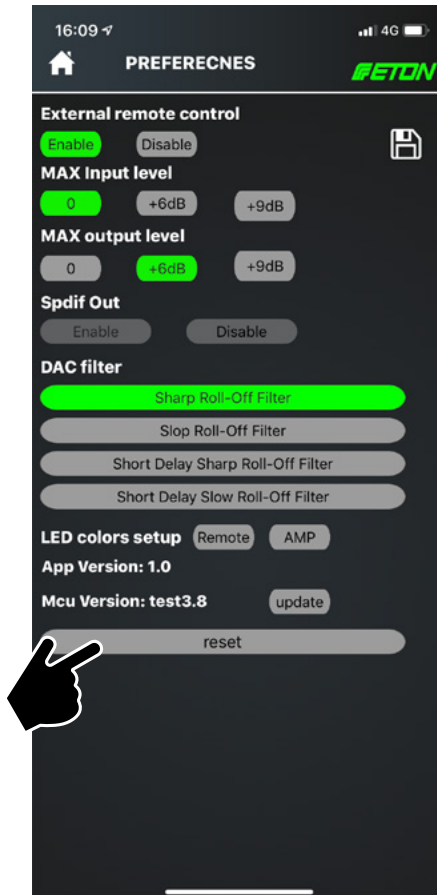 16:09 4G
PREFERECNES ETON
External remote control
Enable Disable
MAX Input level
0 +6dB +9dB
MAX output level
0 +6dB +9dB
Spdif Out
Enable Disable
DAC filter
Sharp Roll-Off Filter
Slop Roll-Off Filter
Short Delay Sharp Roll-Off Filter
Short Delay Slow Roll-Off Filter
LED colors setup Remote AMP
App Version: 1.0
Mcu Version: test3.8 update
reset